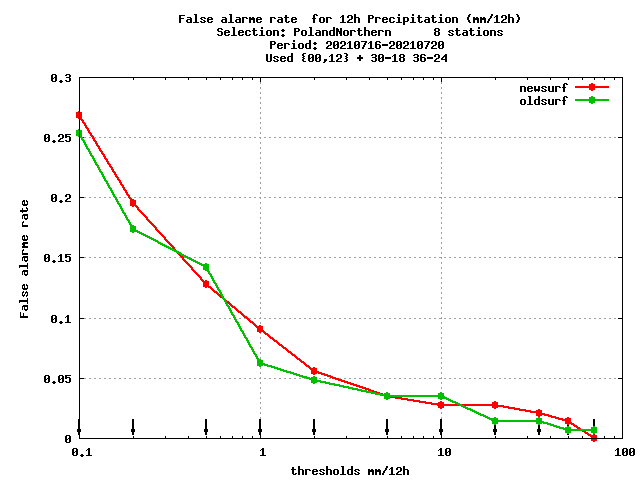 False alarme rate  for 12h Precipitation (mm/12h)
Selection: PolandNorthern      8 stations
Period: 20210716-20210720
Used {00,12} + 30-18 36-24
newsurf
oldsurf
0.3
0.25
0.2
0.15
0.1
0.05
0
False alarme rate
0.1 1 10 100
thresholds mm/12h